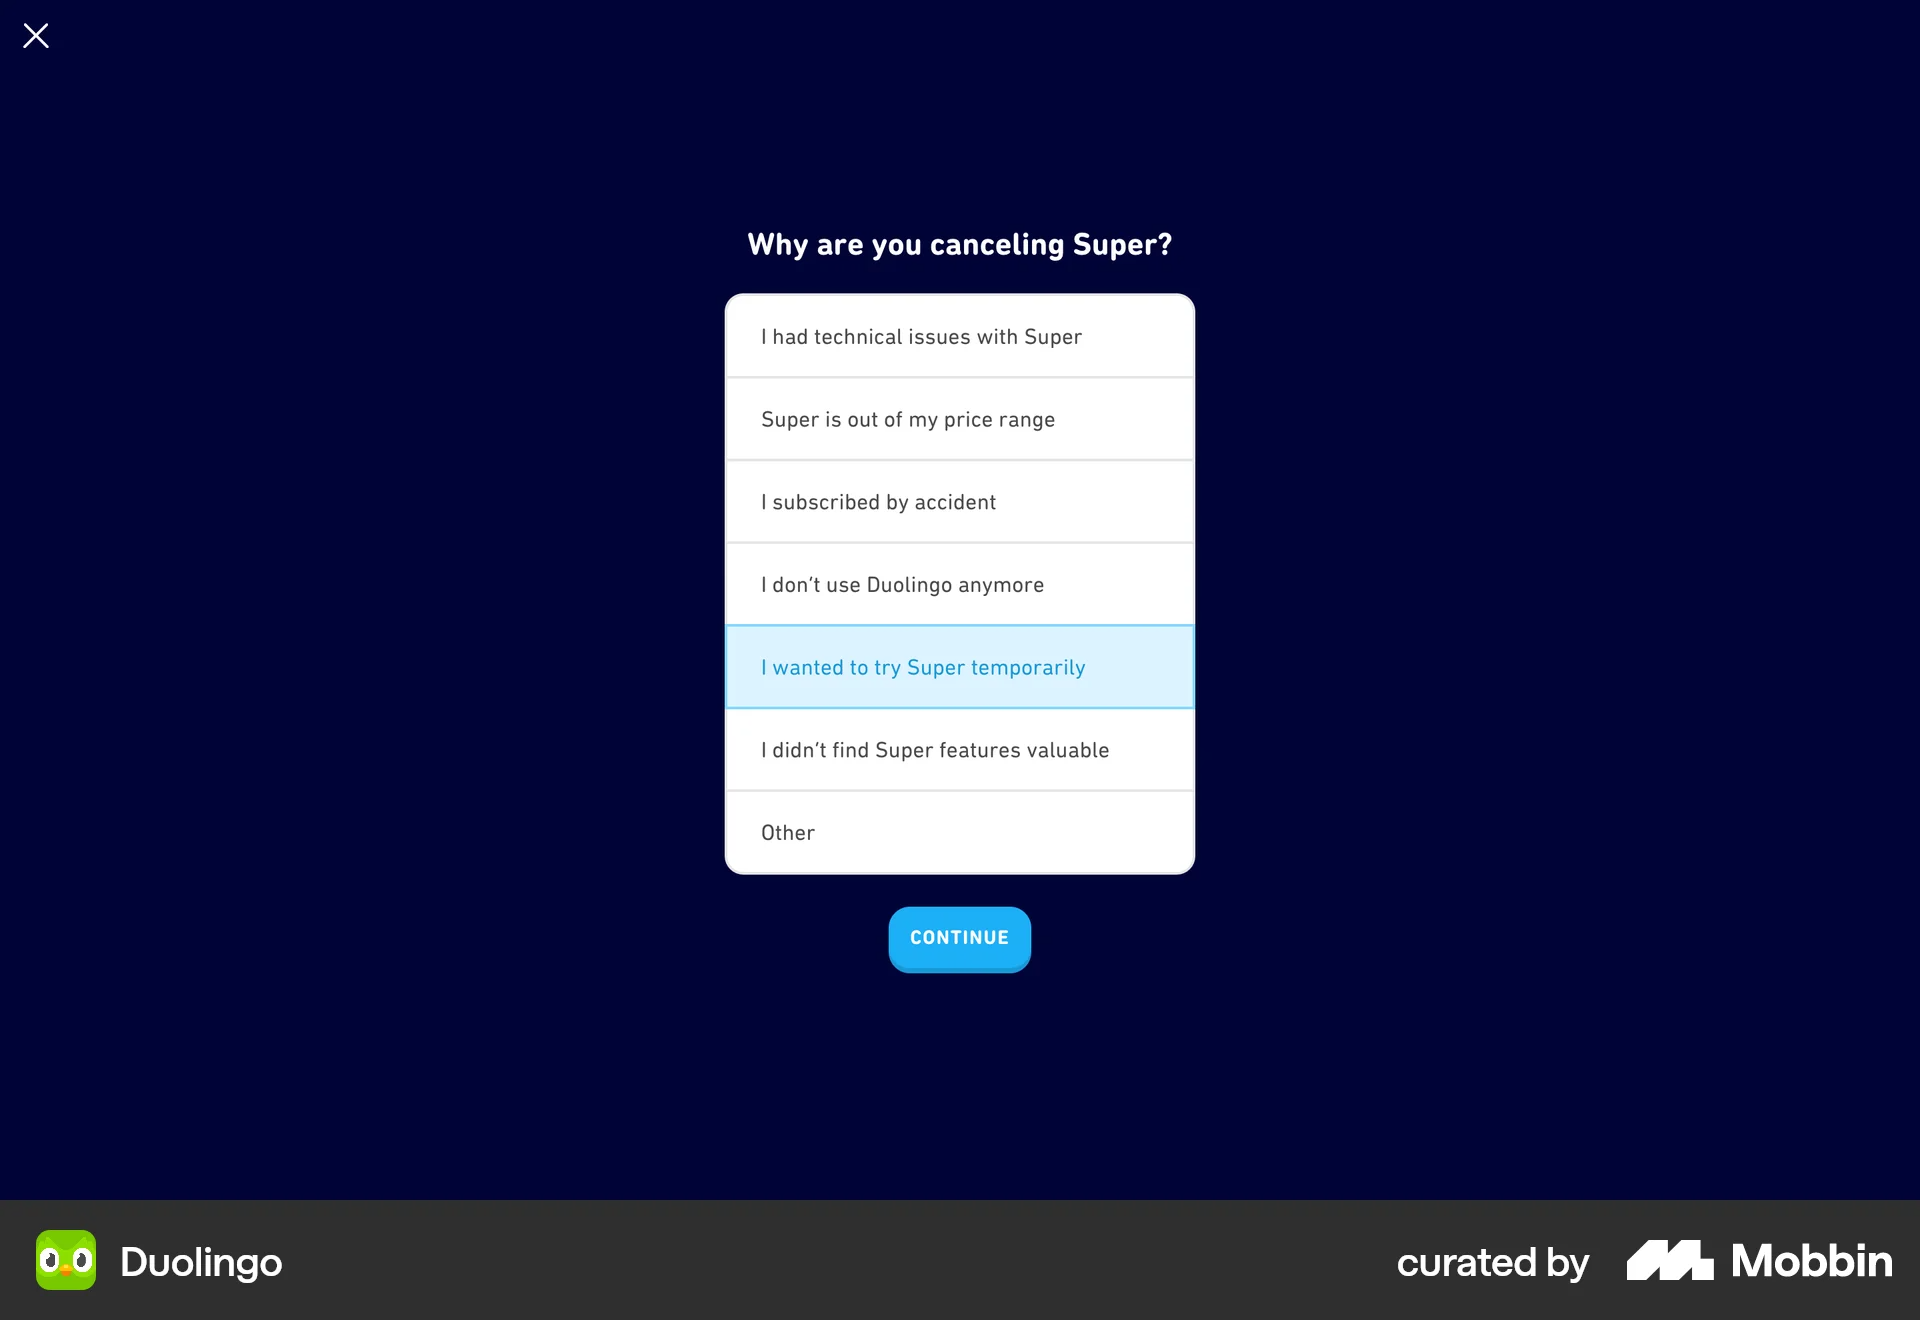 Why are you canceling Super?
I had technical issues with Super
Super is out of my price range
I subscribed by accident
I don’t use Duolingo anymore
I wanted to try Super temporarily
I didn’t find Super features valuable
Other
CONTINUE
Duolingo
curated by Mobbin